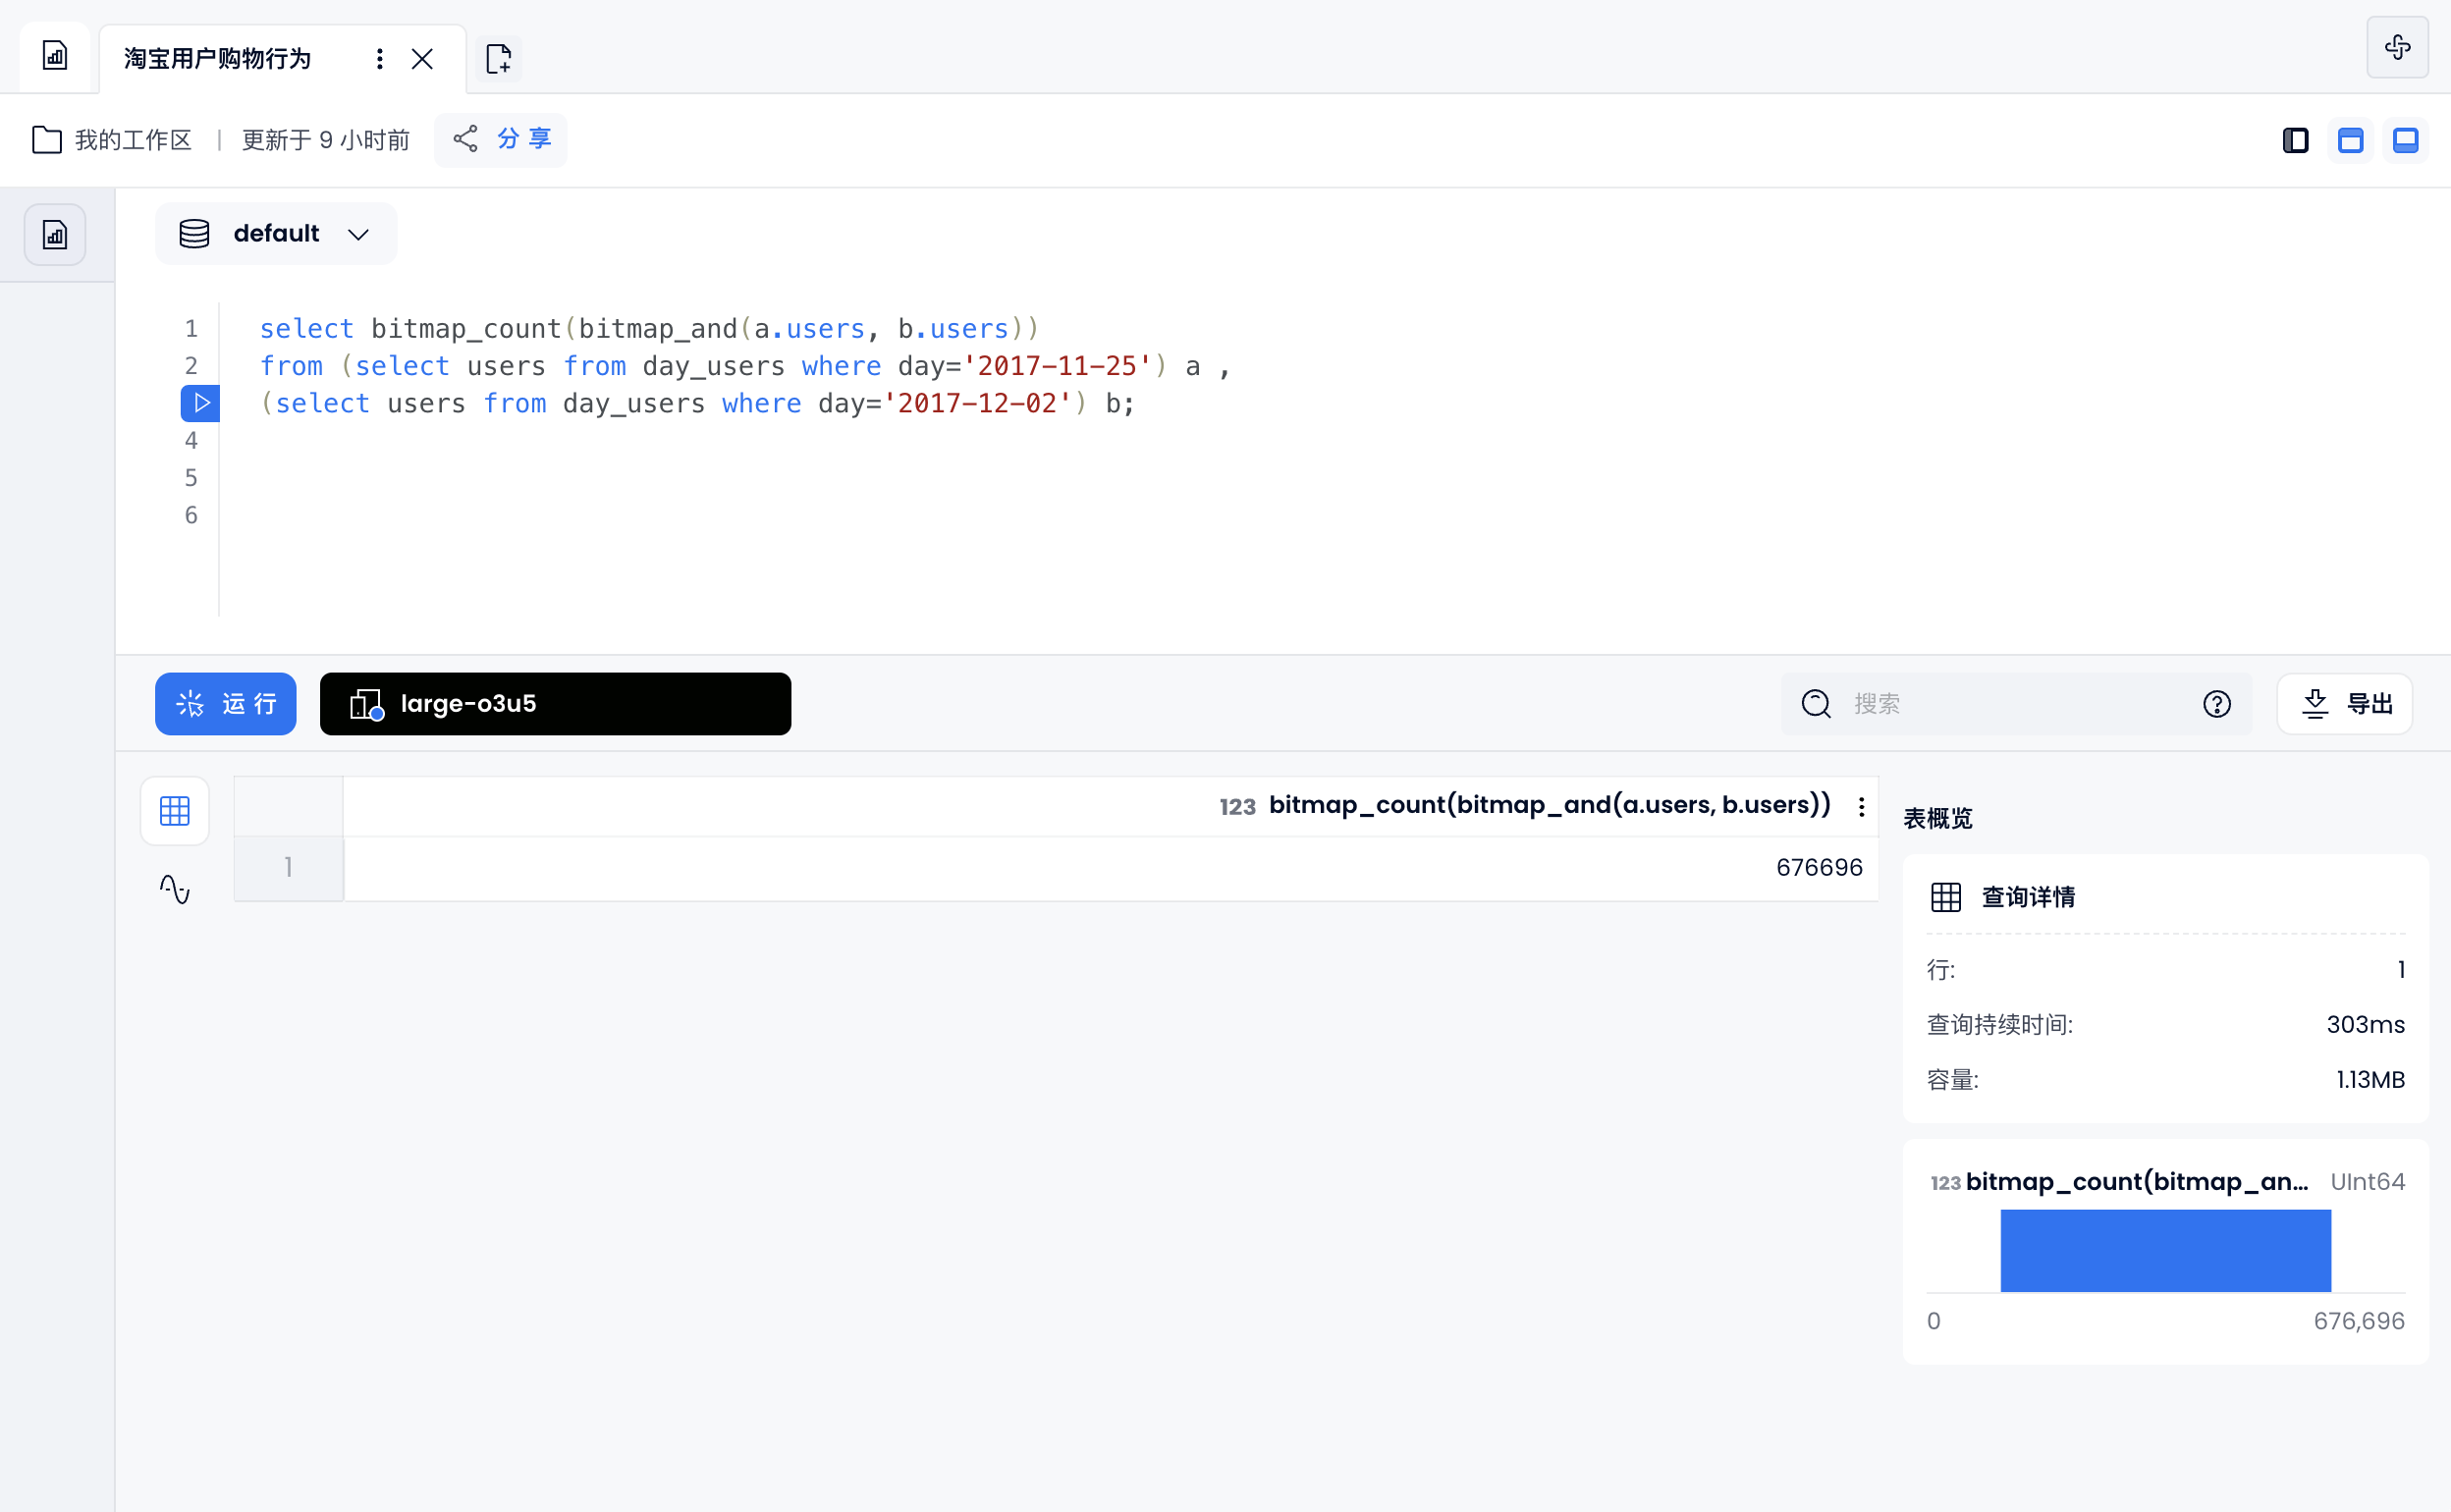 淘宝用户购物行为
我的工作区 | 更新于 9 小时前 分享
default
1 select bitmap_count(bitmap_and(a.users, b.users))
2 from (select users from day_users where day='2017-11-25') a ,
(select users from day_users where day='2017-12-02') b;
4
5
6
运行 large-o3u5 搜索 导出
123 bitmap_count(bitmap_and(a.users, b.users))
1 676696
表概览
查询详情
行: 1
查询持续时间: 303ms
容量: 1.13MB
123 bitmap_count(bitmap_an... UInt64
0 676,696